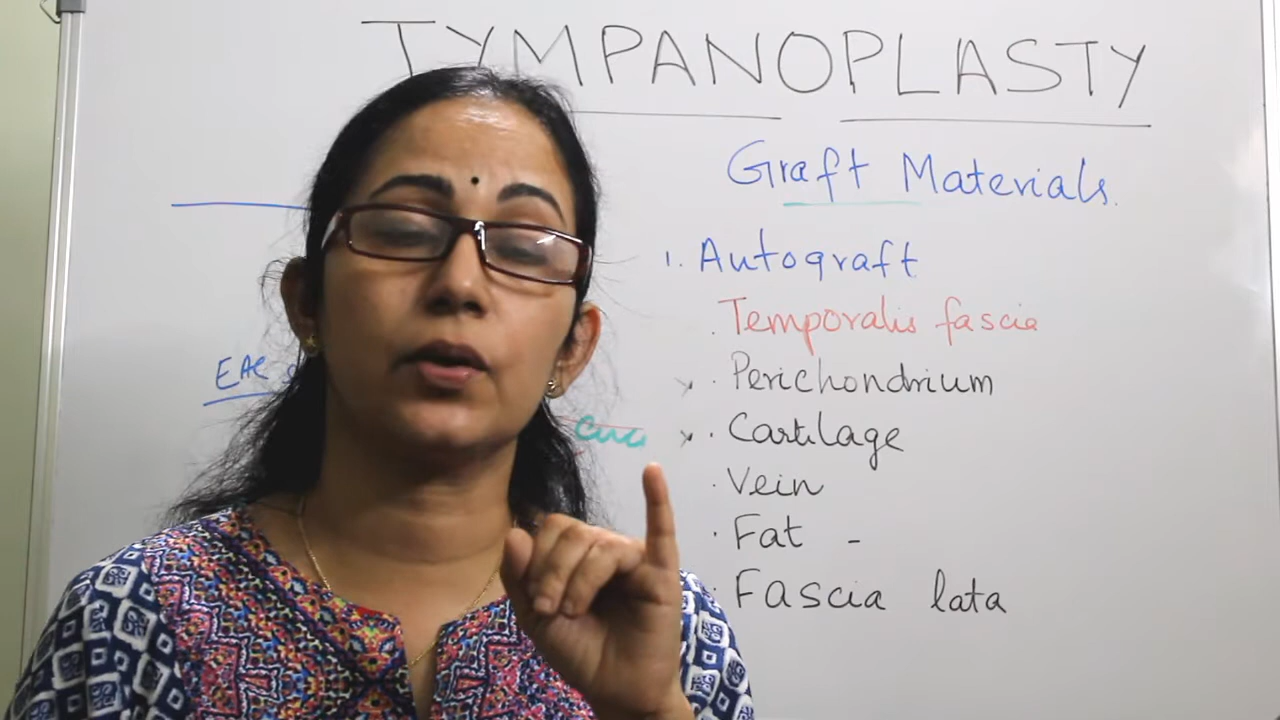 TYMPANOPLASTY
Graft Materials.
1. Autograft
. Temporalis fascia
. Perichondrium
. Cartilage
. Vein
. Fat -
. Fascia lata
EAC